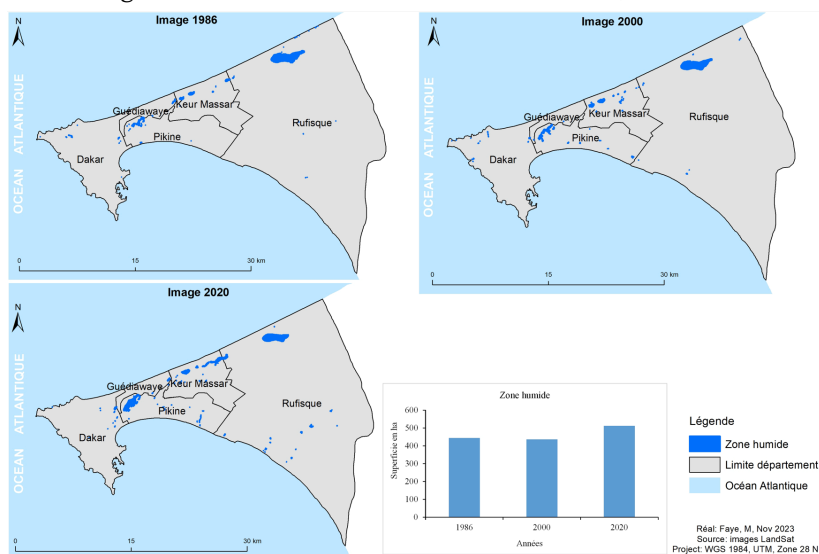 Image 1986
N
OCEAN ATLANTIQUE
Guédiawaye
Keur Massar
Pikine
Rufisque
Dakar
0 15 30 km
Image 2000
N
OCEAN ATLANTIQUE
Guédiawaye
Keur Massar
Pikine
Rufisque
Dakar
0 15 30 km
Image 2020
N
OCEAN ATLANTIQUE
Guédiawaye
Keur Massar
Pikine
Rufisque
Dakar
0 15 30 km
Zone humide
Superficie en ha
600
500
400
300
200
100
0
1986 2000 2020
Années
Légende
Zone humide
Limite département
Océan Atlantique
Réal: Faye, M, Nov 2023
Source: images LandSat
Project: WGS 1984, UTM, Zone 28 N